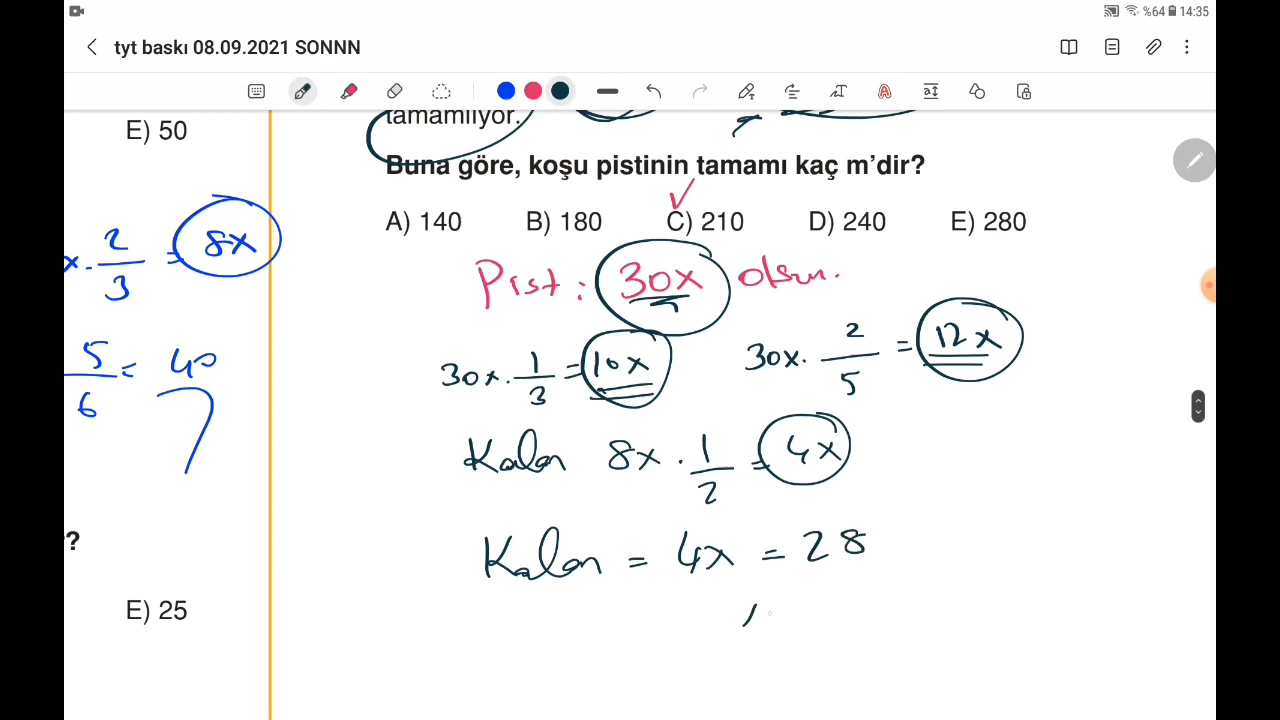 %64 14:35
tyt baskı 08.09.2021 SONNN
E) 50
x · 2/3 = 8x
5/6 = 40
?
E) 25
tamamlıyor.
Buna göre, koşu pistinin tamamı kaç m'dir?
A) 140 B) 180 C) 210 D) 240 E) 280
Pist : 30x olsun.
30x · 1/3 = 10x 30x · 2/5 = 12x
Kalan 8x · 1/2 = 4x
Kalan = 4x = 28